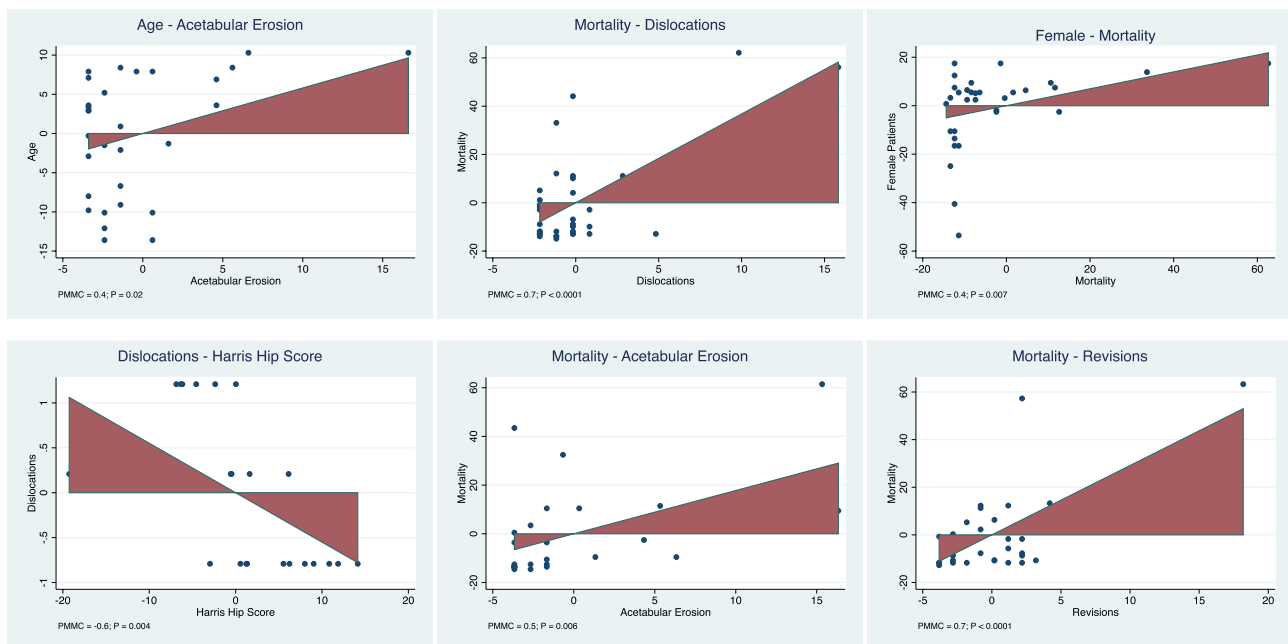 Age - Acetabular Erosion
10
5
0
-5
-10
-15
Age
-5
0
5
10
15
Acetabular Erosion
PMMC = 0.4; P = 0.02
Mortality - Dislocations
60
40
20
0
-20
Mortality
-5
0
5
10
15
Dislocations
PMMC = 0.7; P < 0.0001
Female - Mortality
20
0
-20
-40
-60
Female Patients
-20
0
20
40
60
Mortality
PMMC = 0.4; P = 0.007
Dislocations - Harris Hip Score
1
.5
0
-.5
-1
Dislocations
-20
-10
0
10
20
Harris Hip Score
PMMC = -0.6; P = 0.004
Mortality - Acetabular Erosion
60
40
20
0
-20
Mortality
-5
0
5
10
15
Acetabular Erosion
PMMC = 0.5; P = 0.006
Mortality - Revisions
60
40
20
0
-20
Mortality
-5
0
5
10
15
20
Revisions
PMMC = 0.7; P < 0.0001